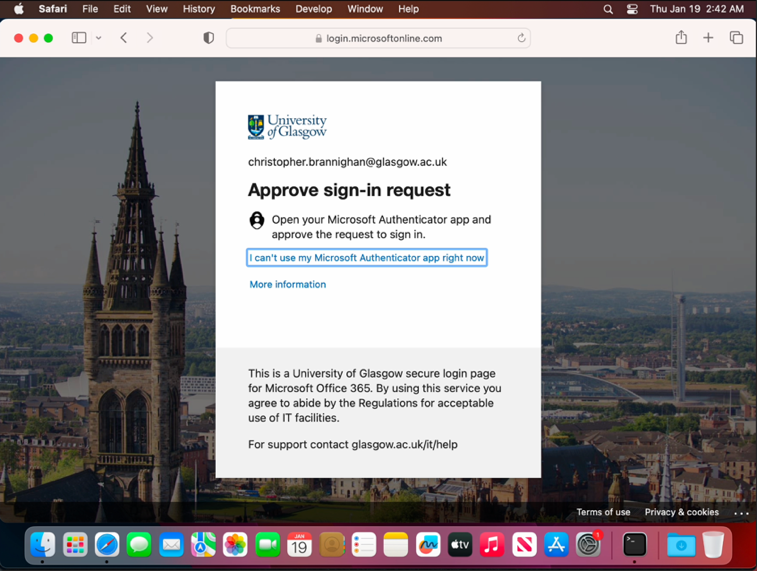 Safari File Edit View History Bookmarks Develop Window Help Thu Jan 19 2:42 AM
login.microsoftonline.com
University
of Glasgow
christopher.brannighan@glasgow.ac.uk
Approve sign-in request
Open your Microsoft Authenticator app and
approve the request to sign in.
I can't use my Microsoft Authenticator app right now
More information
This is a University of Glasgow secure login page
for Microsoft Office 365. By using this service you
agree to abide by the Regulations for acceptable
use of IT facilities.
For support contact glasgow.ac.uk/it/help
Terms of use Privacy & cookies ...
JAN
19
tv
1